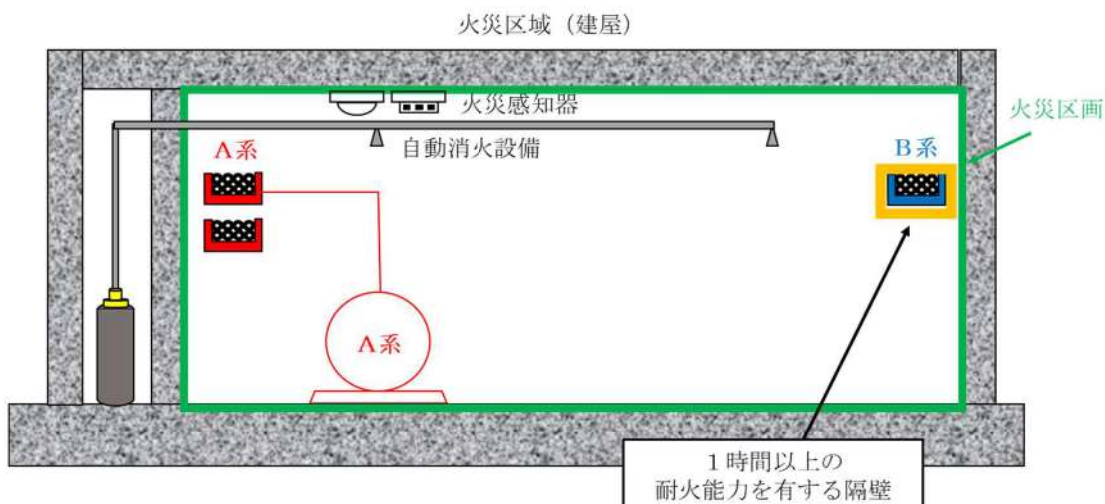 火災区域（建屋）
火災感知器
火災区画
自動消火設備
A系
B系
A系
１時間以上の
耐火能力を有する隔壁